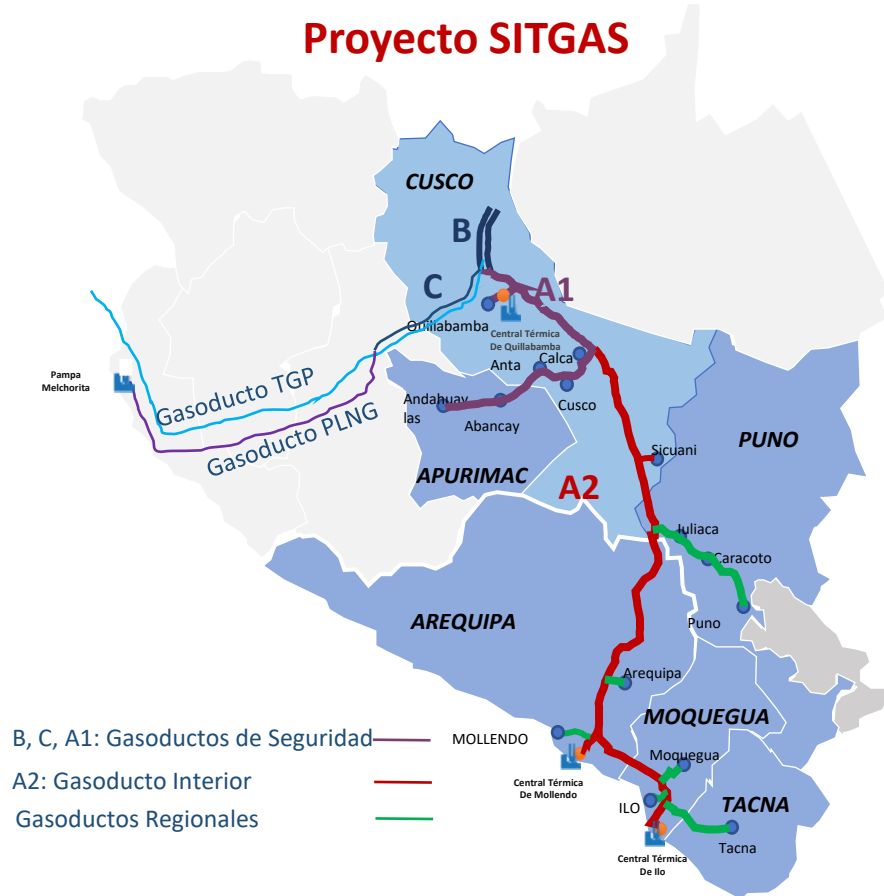 Proyecto SITGAS
CUSCO
B
C
A1
Quillabamba
Central Térmica
De Quillabamba
Anta
Calca
Pampa
Melchorita
Gasoducto TGP
Gasoducto PLNG
Andahuay
las
Abancay
Cusco
APURIMAC
A2
Sicuani
PUNO
Juliaca
Caracoto
Puno
AREQUIPA
Arequipa
MOQUEGUA
B, C, A1: Gasoductos de Seguridad
MOLLENDO
Moquegua
A2: Gasoducto Interior
Central Térmica
De Mollendo
ILO
TACNA
Gasoductos Regionales
Tacna
Central Térmica
De Ilo